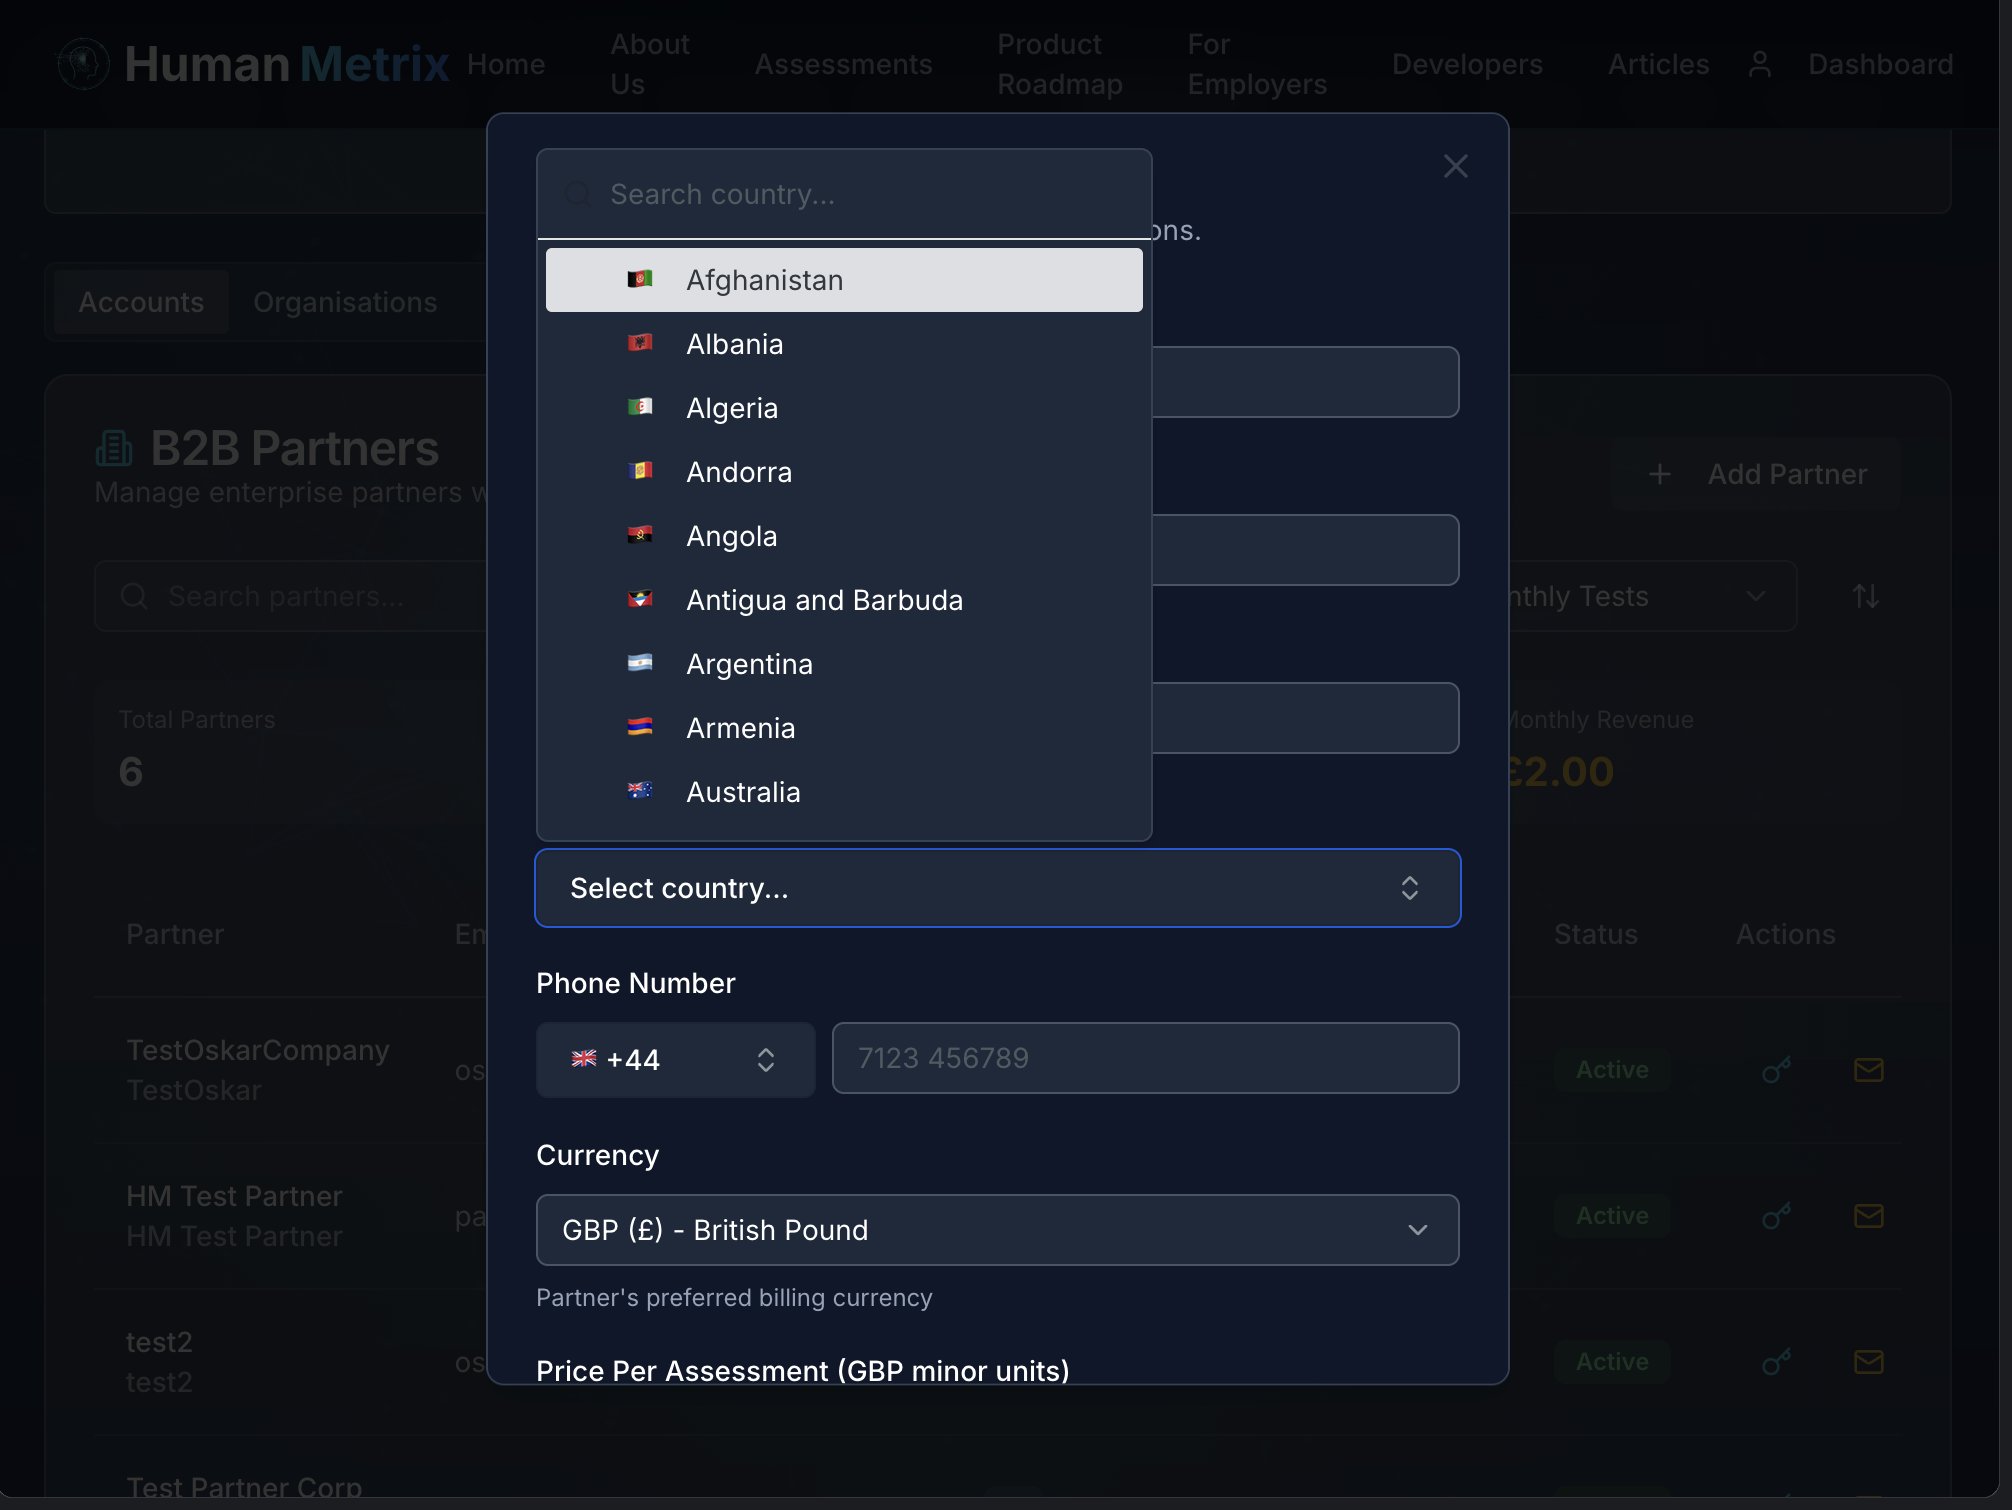 Human Metrix
Home
About Us
Assessments
Product Roadmap
For Employers
Developers
Articles
Dashboard
Search country...
ons.
Afghanistan
Albania
Algeria
Andorra
Angola
Antigua and Barbuda
Argentina
Armenia
Australia
Select country...
Phone Number
+44
7123 456789
Currency
GBP (£) - British Pound
Partner's preferred billing currency
Price Per Assessment (GBP minor units)
Accounts
Organisations
B2B Partners
Manage enterprise partners w
Add Partner
Search partners...
nthly Tests
Total Partners
6
Monthly Revenue
£2.00
Partner
Em
Status
Actions
TestOskarCompany
TestOskar
os
Active
HM Test Partner
HM Test Partner
pa
Active
test2
test2
os
Active
Test Partner Corp